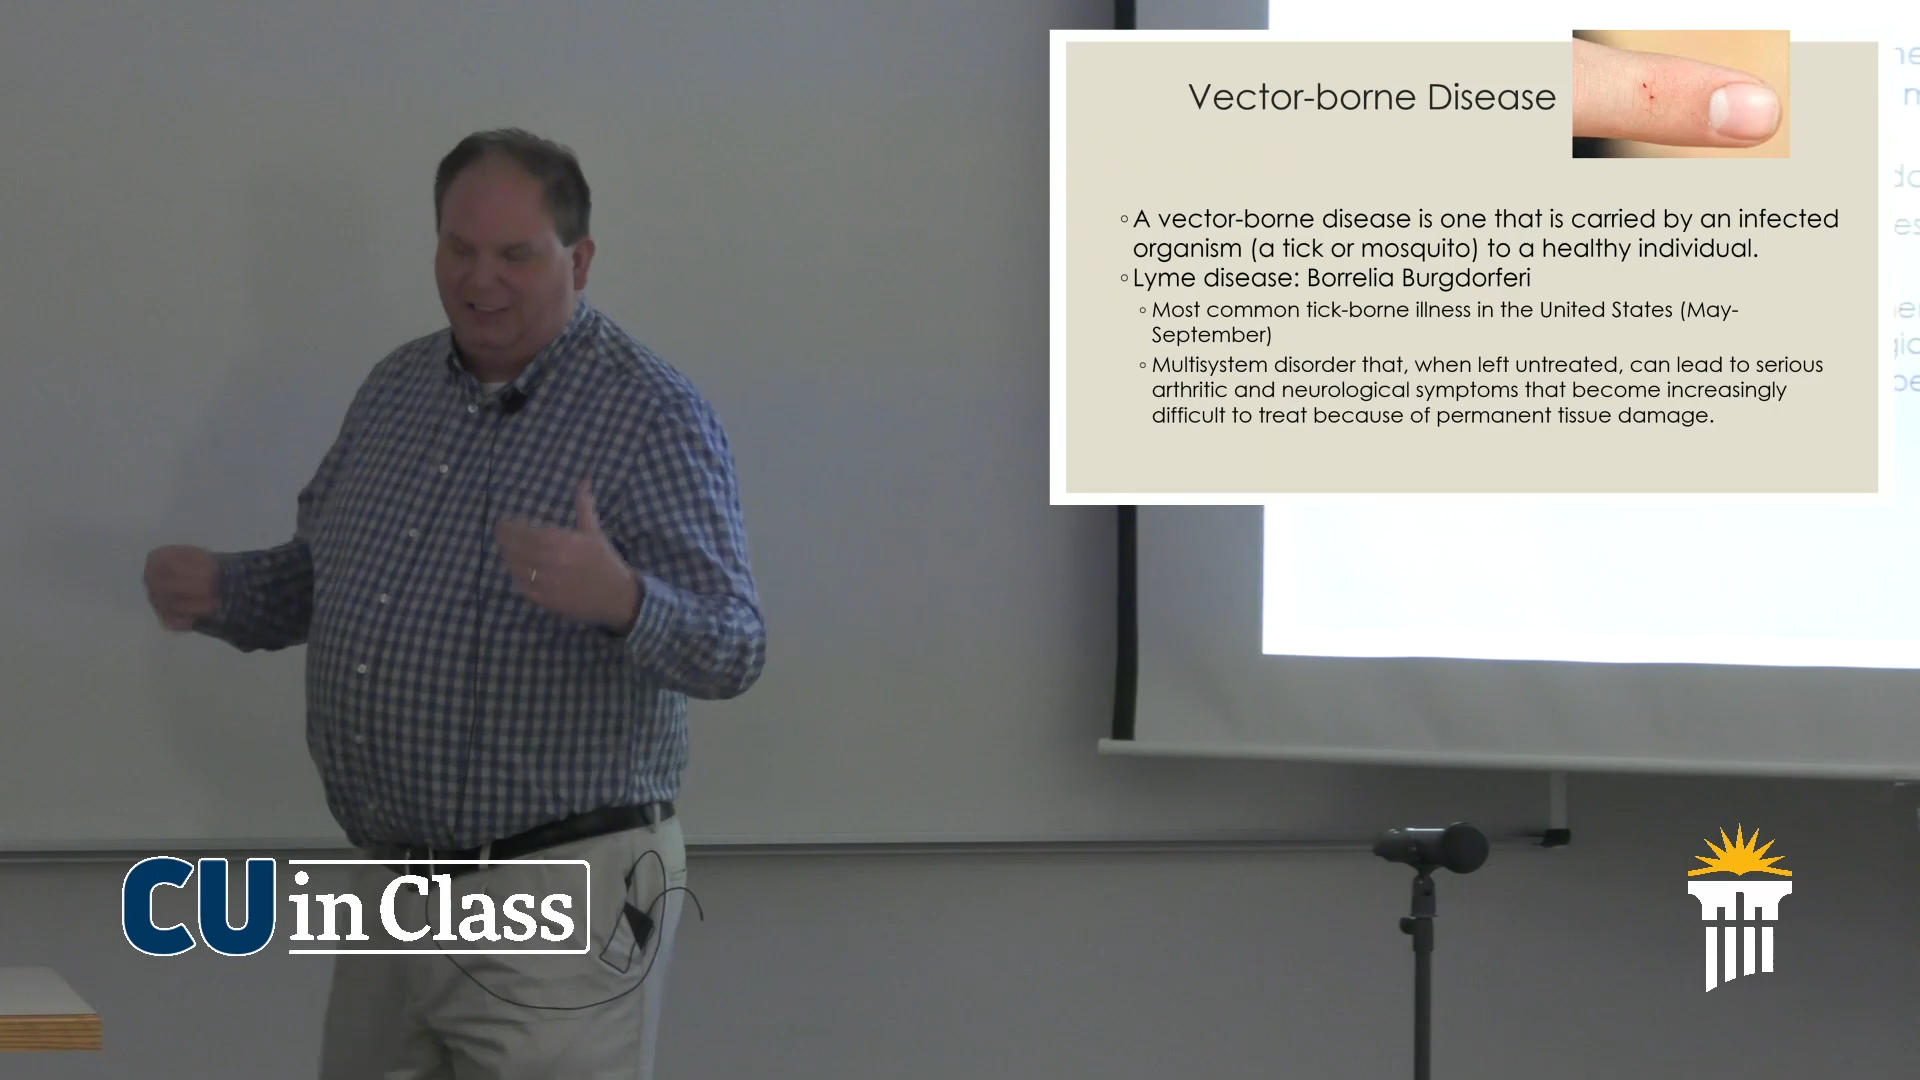 Vector-borne Disease
◦A vector-borne disease is one that is carried by an infected
organism (a tick or mosquito) to a healthy individual.
◦Lyme disease: Borrelia Burgdorferi
◦ Most common tick-borne illness in the United States (May-
September)
◦ Multisystem disorder that, when left untreated, can lead to serious
arthritic and neurological symptoms that become increasingly
difficult to treat because of permanent tissue damage.
CU in Class